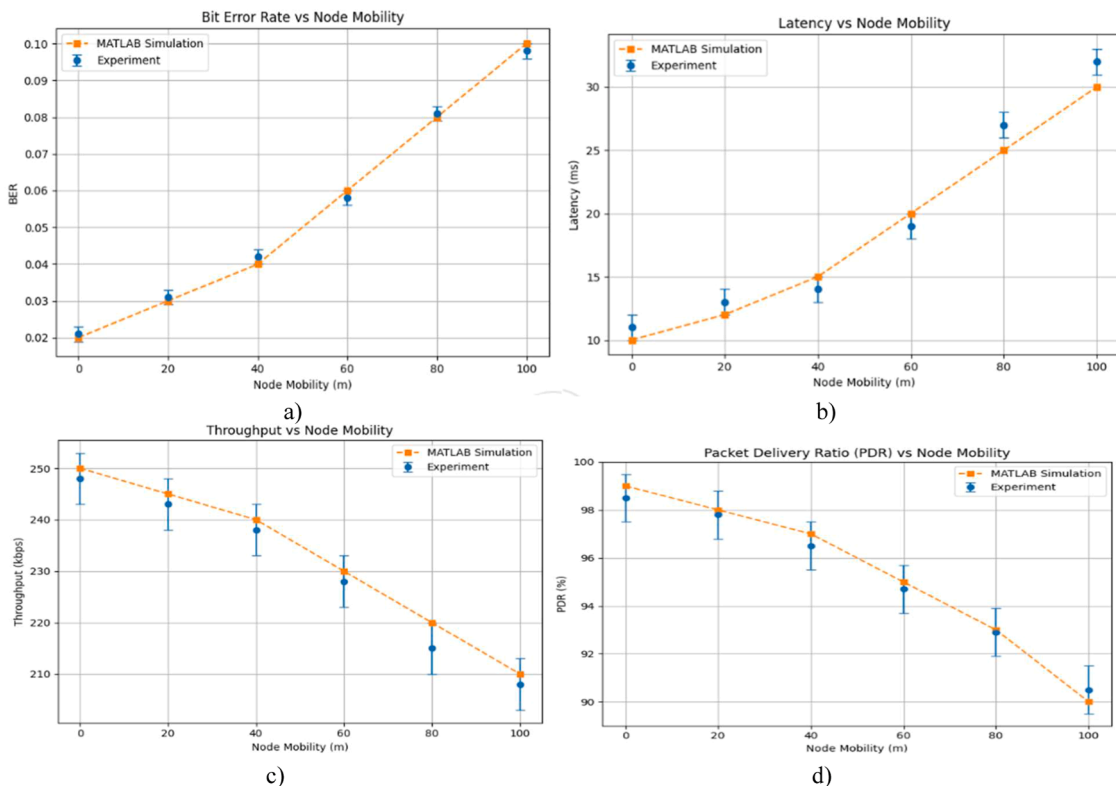 Bit Error Rate vs Node Mobility
0.10
0.09
0.08
0.07
0.06
0.05
0.04
0.03
0.02
BER
MATLAB Simulation
Experiment
0 20 40 60 80 100
Node Mobility (m)
a)
Latency vs Node Mobility
30
25
20
15
10
Latency (ms)
MATLAB Simulation
Experiment
0 20 40 60 80 100
Node Mobility (m)
b)
Throughput vs Node Mobility
250
240
230
220
210
Throughput (kbps)
MATLAB Simulation
Experiment
0 20 40 60 80 100
Node Mobility (m)
c)
Packet Delivery Ratio (PDR) vs Node Mobility
100
98
96
94
92
90
PDR (%)
MATLAB Simulation
Experiment
0 20 40 60 80 100
Node Mobility (m)
d)